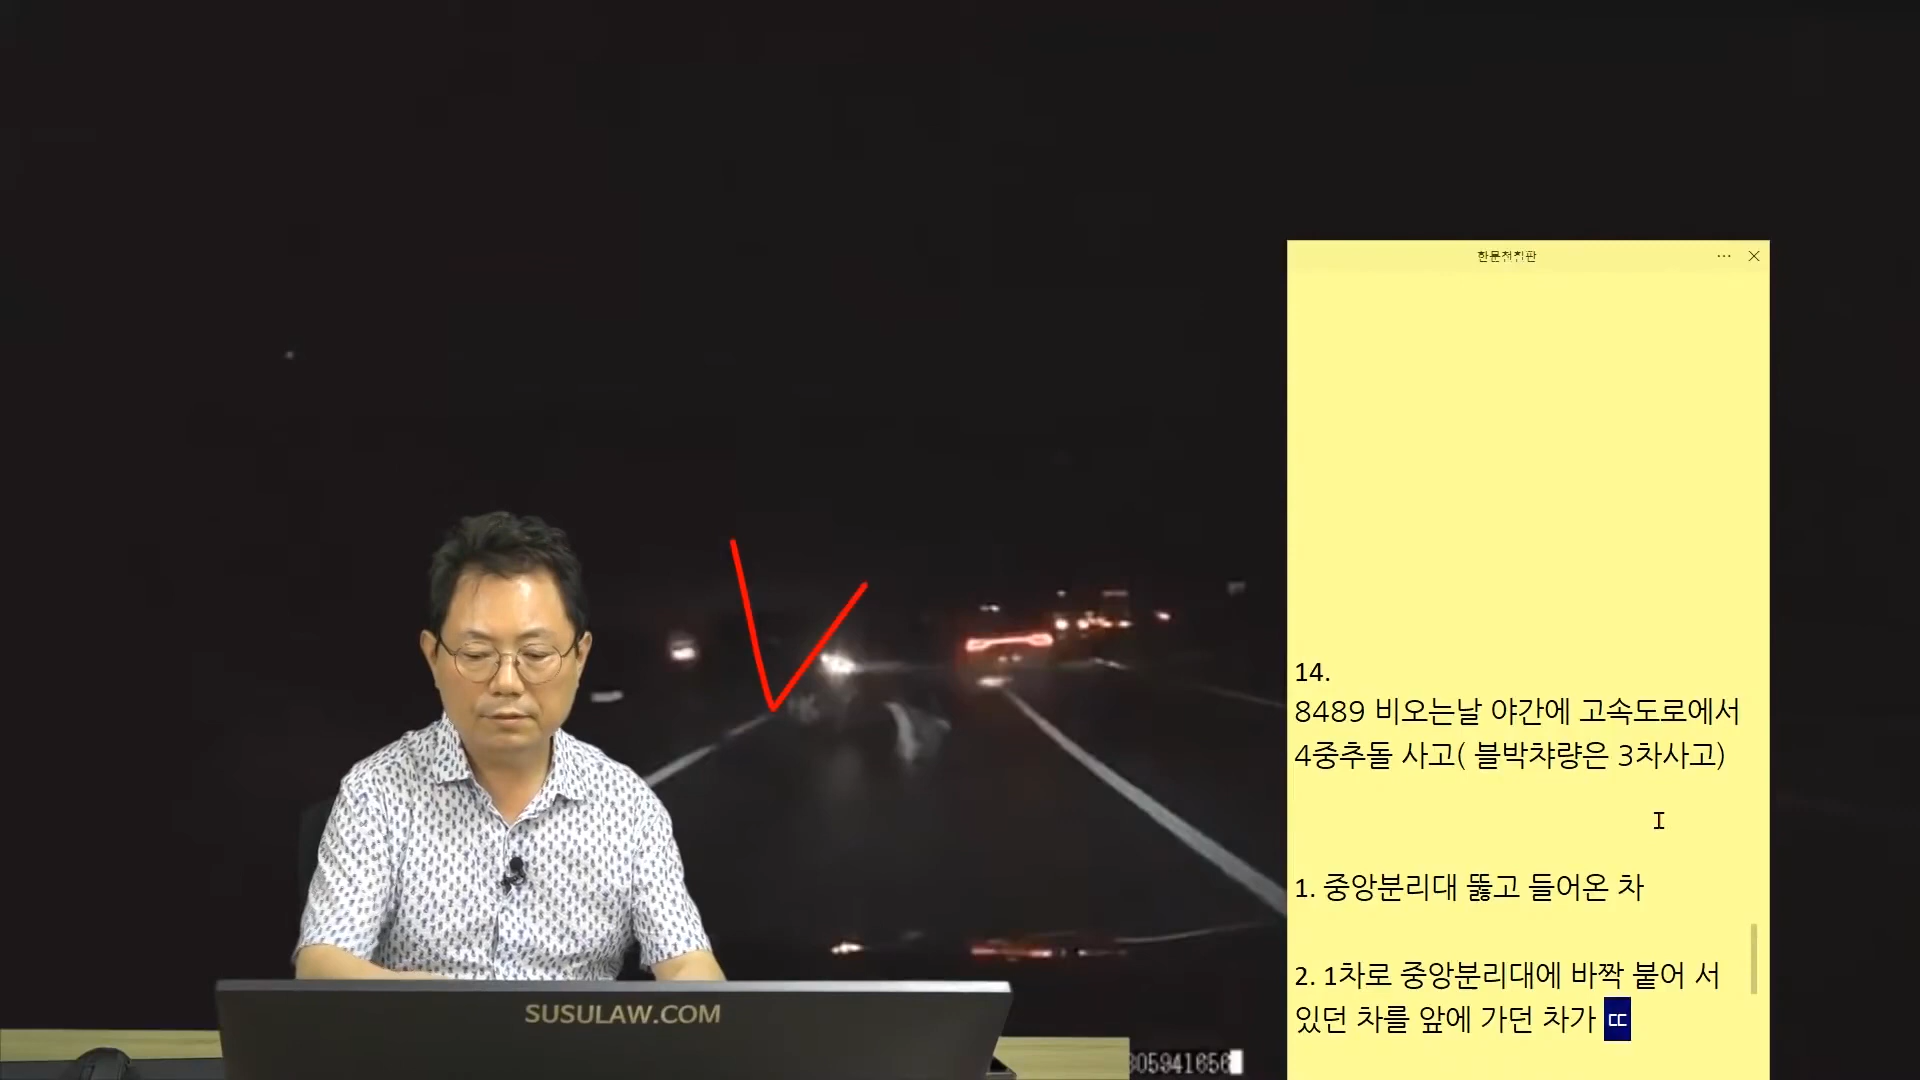 한문철칠판
14.
8489 비오는날 야간에 고속도로에서
4중추돌 사고( 블박챠량은 3차사고)
1. 중앙분리대 뚫고 들어온 차
2. 1차로 중앙분리대에 바짝 붙어 서
있던 차를 앞에 가던 차가 ㄸ
SUSULAW.COM
305941656